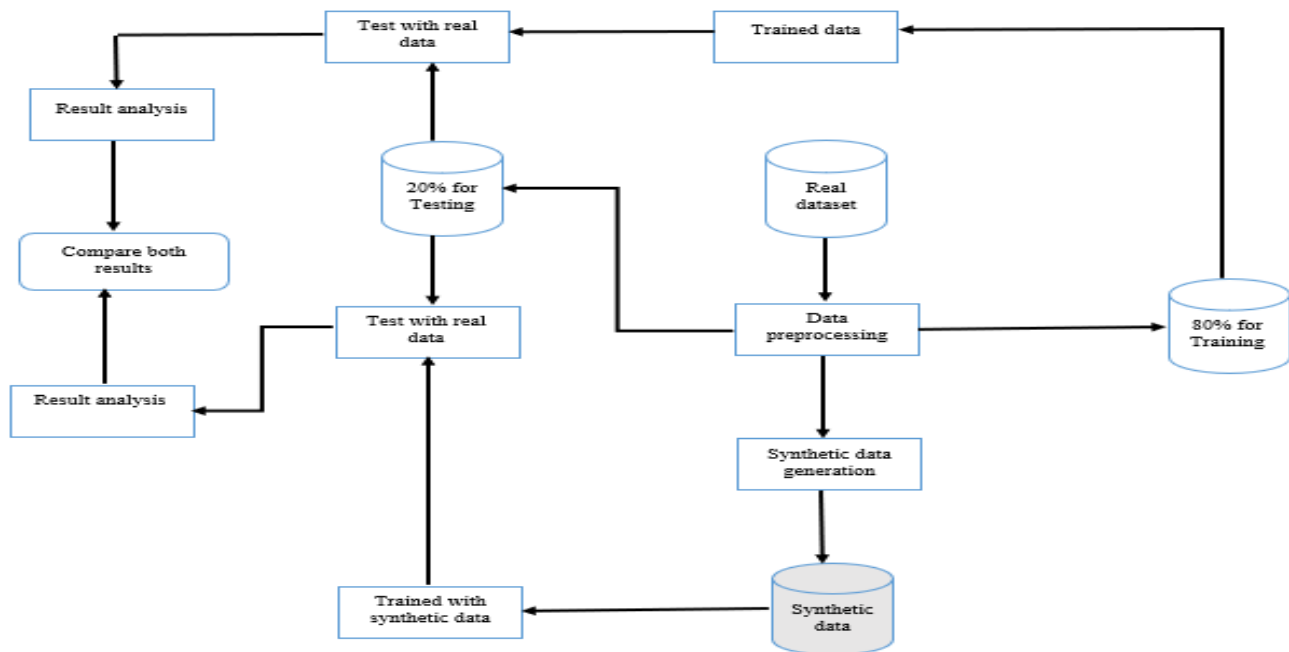 Test with real
data
Trained data
Result analysis
20% for
Testing
Real
dataset
Compare both
results
Test with real
data
Data
preprocessing
80% for
Training
Result analysis
Synthetic data
generation
Trained with
synthetic data
Synthetic
data